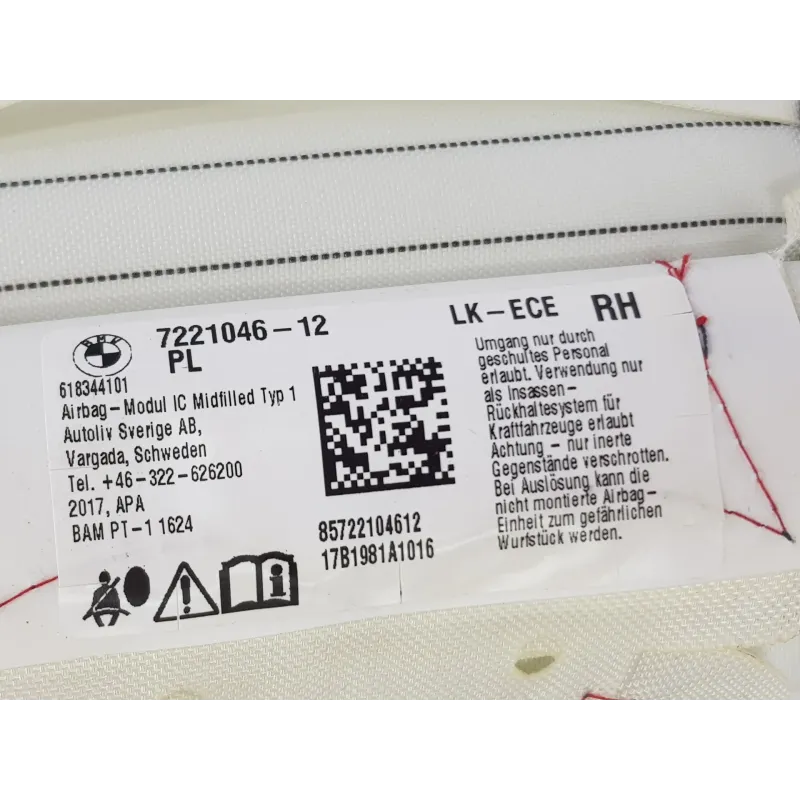 BMW
7221046-12
PL
LK-ECE RH
618344101
Airbag-Modul IC Midfilled Typ 1
Autoliv Sverige AB,
Vargada, Schweden
Tel. +46-322-626200
2017, APA
BAM PT-1 1624
85722104612
17B1981A1016
Umgang nur durch
geschultes Personal
erlaubt. Verwendung nur
als Insassen-
Rückhaltesystem für
Kraftfahrzeuge erlaubt
Achtung - nur inerte
Gegenstände verschrotten.
Bei Auslösung kann die
nicht montierte Airbag-
Einheit zum gefährlichen
Wurfstück werden.